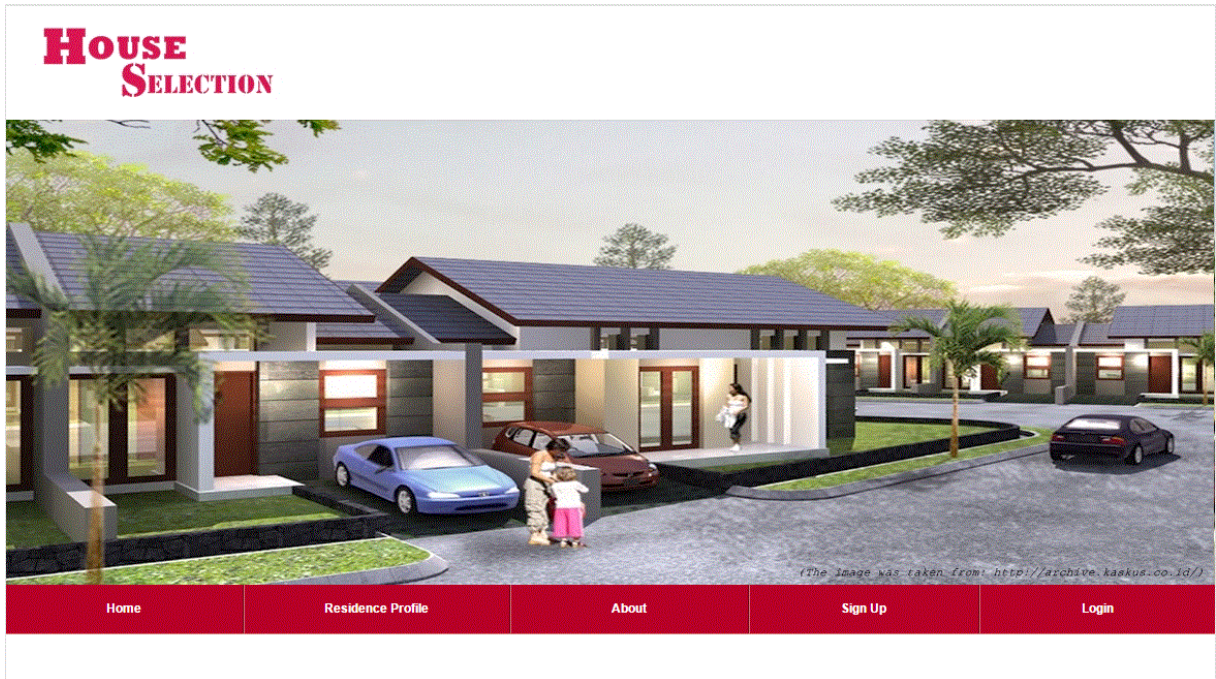 HOUSE
SELECTION
(The Image was taken from: http://archive.kaskus.co.id/)
Home
Residence Profile
About
Sign Up
Login